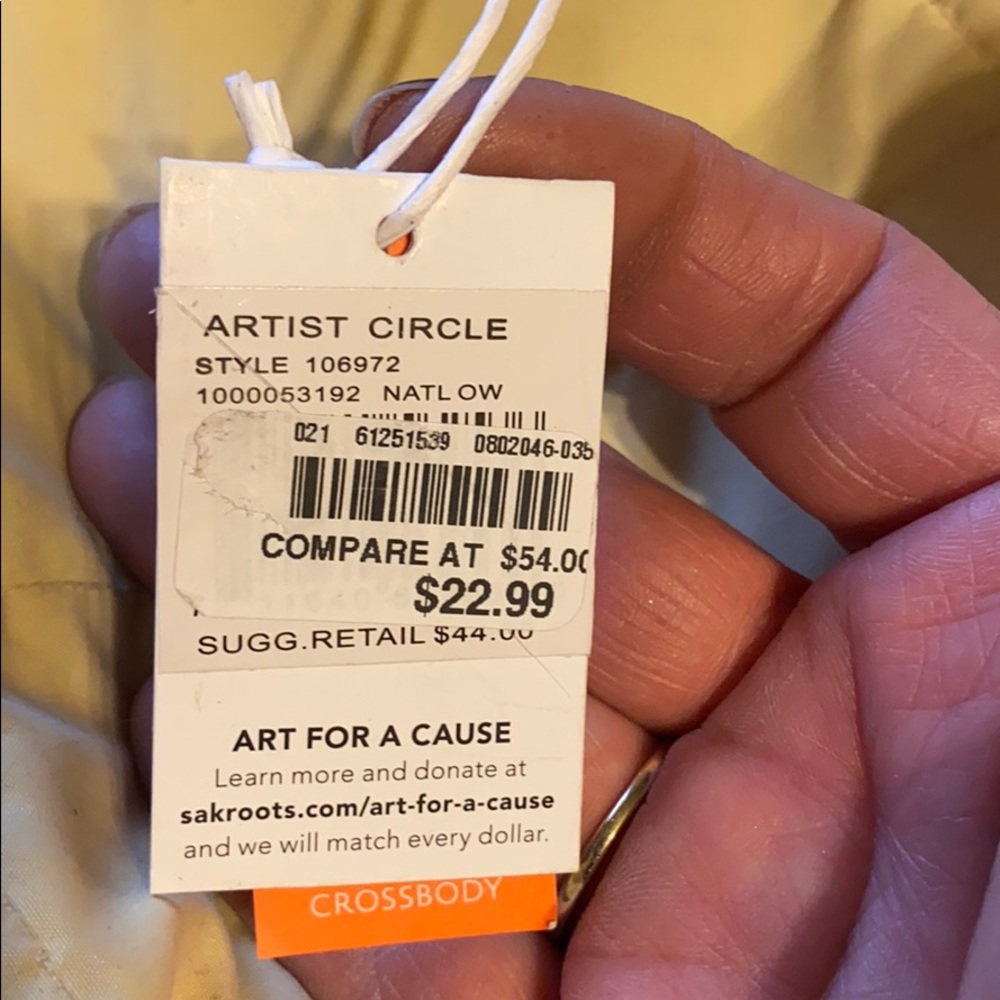 ARTIST CIRCLE
STYLE 106972
1000053192 NATL OW
021 61251539 0802046-035
COMPARE AT $54.00
$22.99
SUGG.RETAIL $44.00
ART FOR A CAUSE
Learn more and donate at
sakroots.com/art-for-a-cause
and we will match every dollar.
CROSSBODY